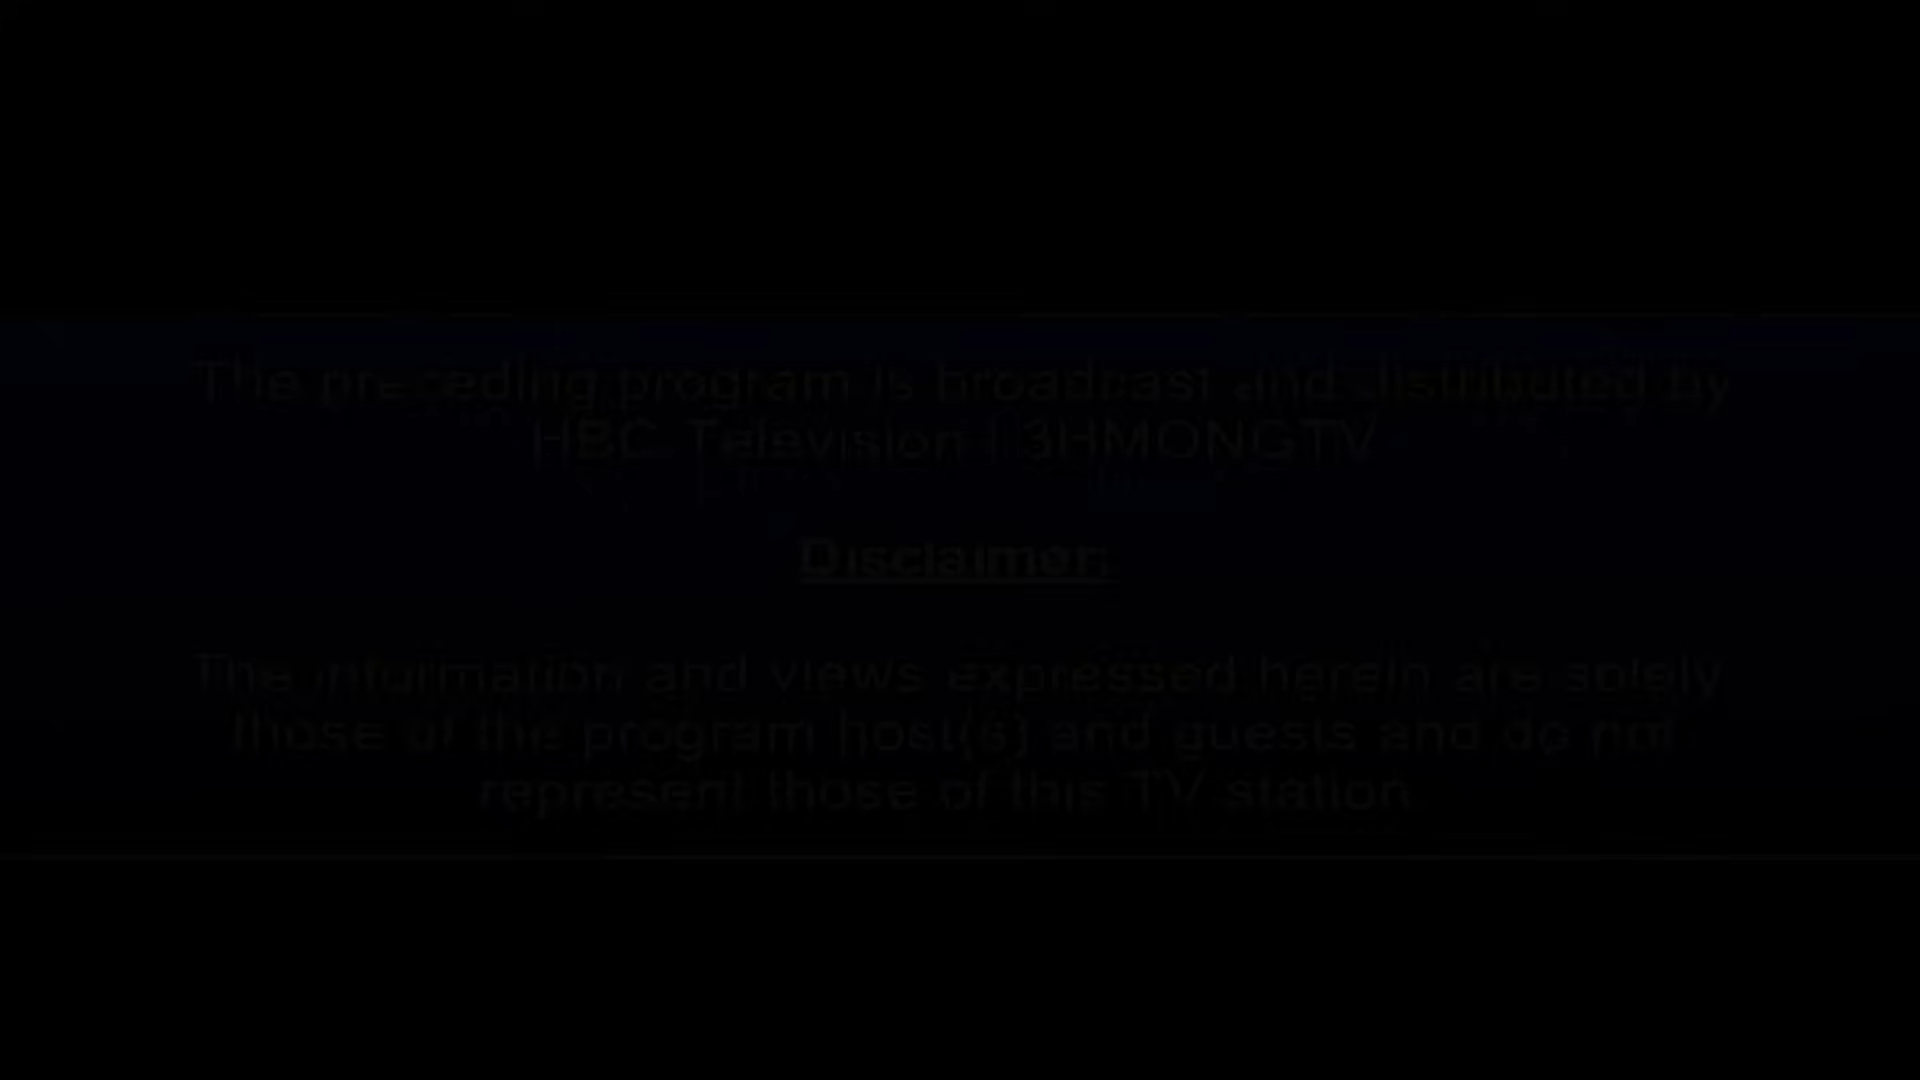 The preceding program is broadcast and distributed by
HBC Television | 3HMONGTV
Disclaimer:
The information and views expressed herein are solely
those of the program host(s) and guests and do not
represent those of this TV station.